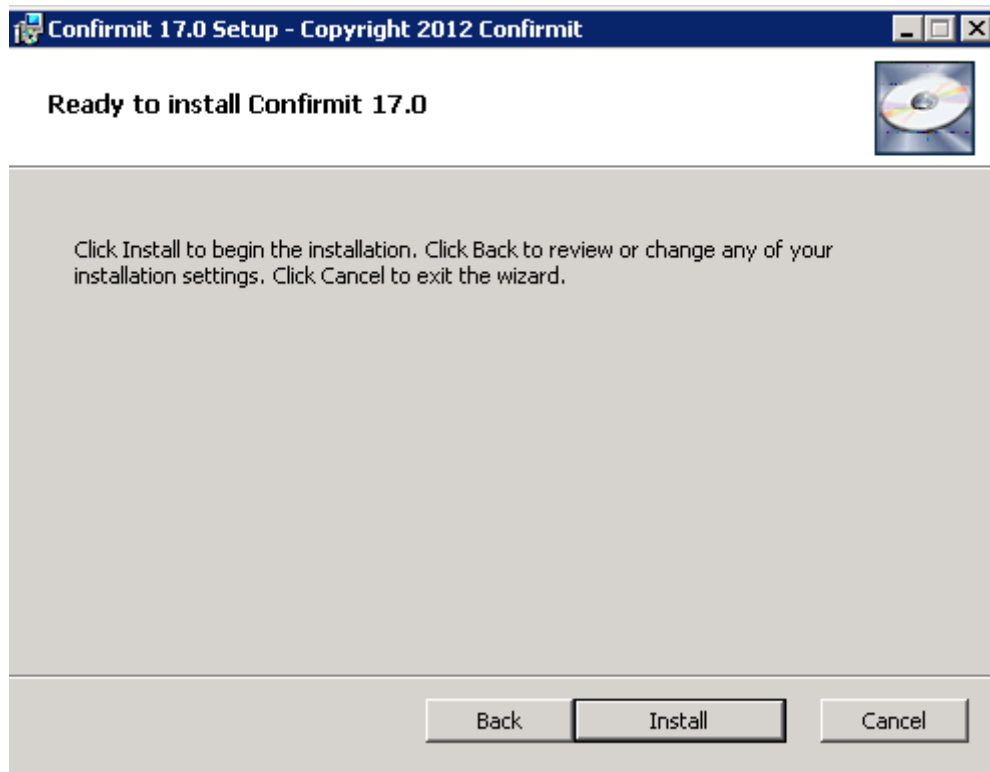 Confirmit 17.0 Setup - Copyright 2012 Confirmit
Ready to install Confirmit 17.0
Click Install to begin the installation. Click Back to review or change any of your
installation settings. Click Cancel to exit the wizard.
Back Install Cancel